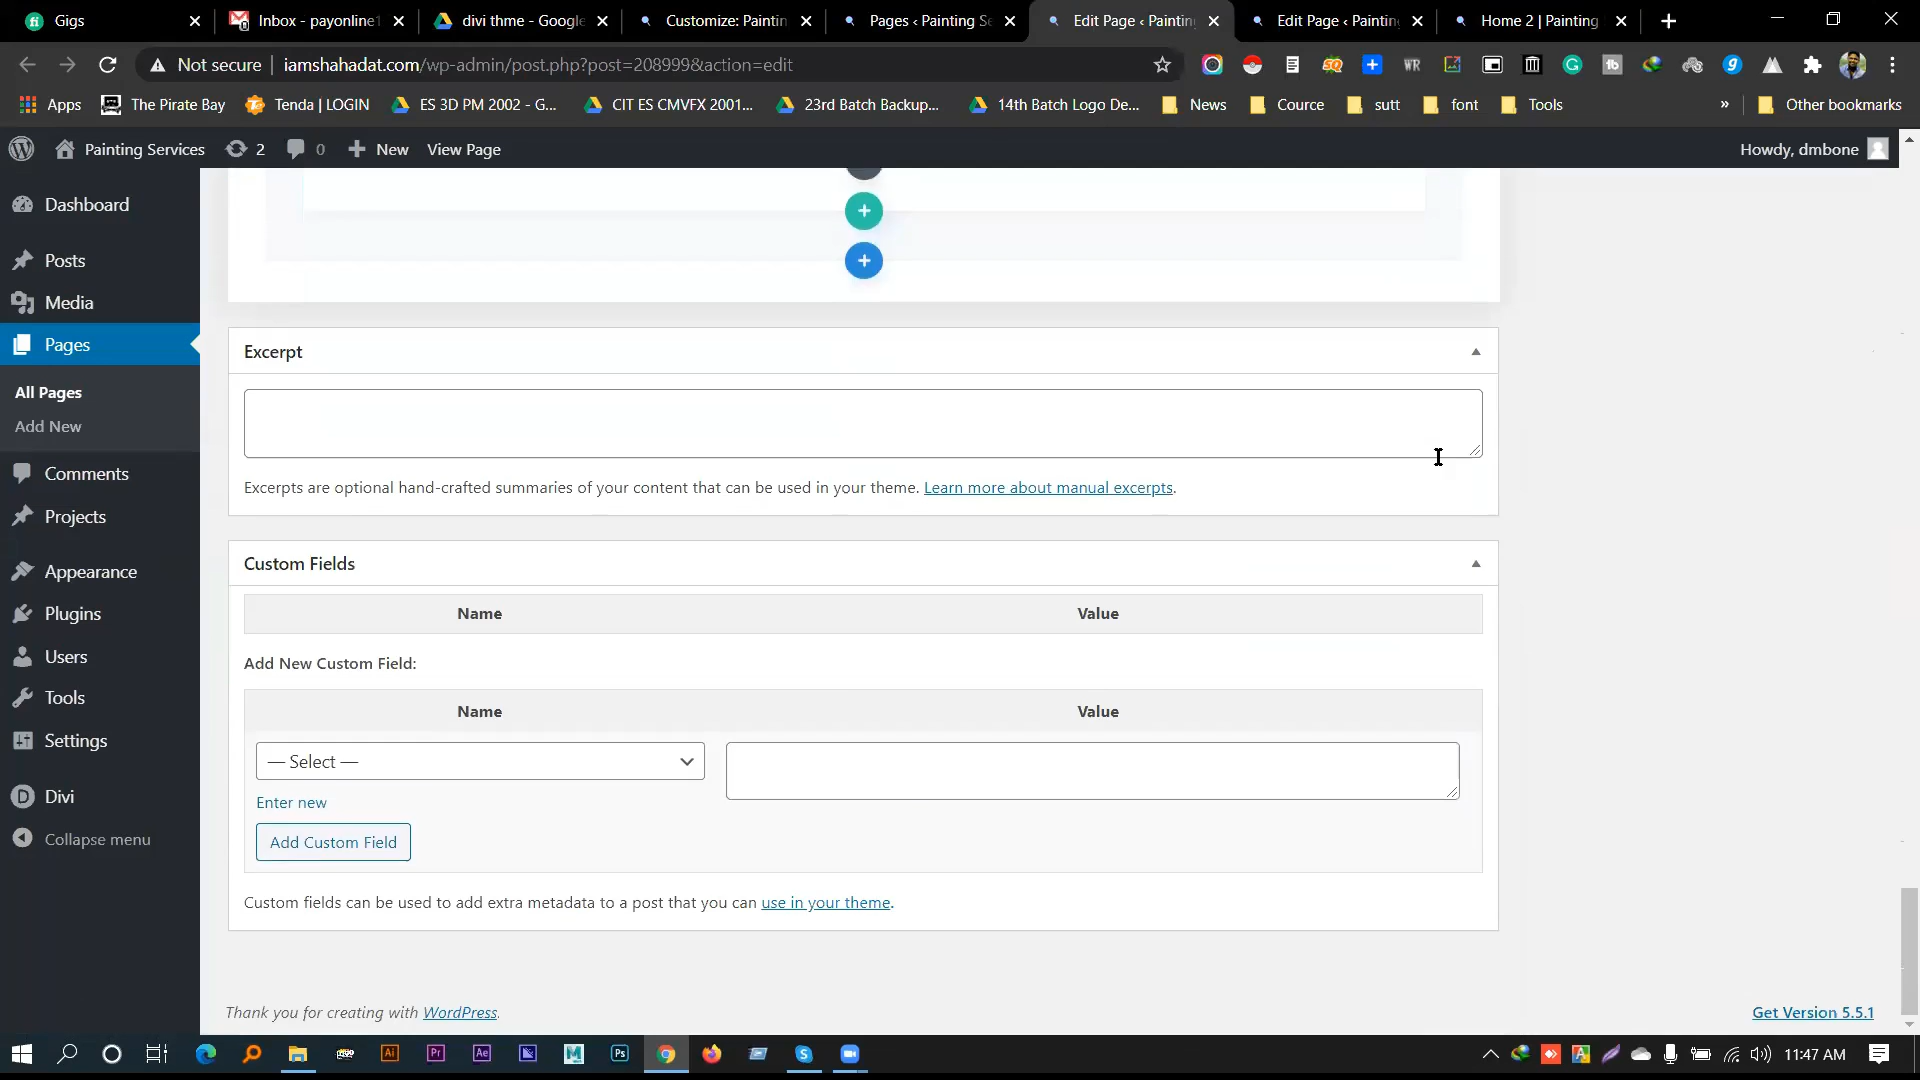 Gigs
Inbox - payonline1
divi thme - Google
Customize: Paintin
Pages ‹ Painting Se
Edit Page ‹ Painting
Edit Page ‹ Painting
Home 2 | Painting
Not secure
iamshahadat.com/wp-admin/post.php?post=208999&action=edit
Apps
The Pirate Bay
Tenda | LOGIN
ES 3D PM 2002 - G...
CIT ES CMVFX 2001...
23rd Batch Backup...
14th Batch Logo De...
News
Cource
sutt
font
Tools
»
Other bookmarks
Painting Services
2
0
New
View Page
Howdy, dmbone
Dashboard
Posts
Media
Pages
All Pages
Add New
Comments
Projects
Appearance
Plugins
Users
Tools
Settings
Divi
Collapse menu
Excerpt
Excerpts are optional hand-crafted summaries of your content that can be used in your theme. Learn more about manual excerpts.
Custom Fields
Name Value
Add New Custom Field:
Name Value
— Select —
Enter new
Add Custom Field
Custom fields can be used to add extra metadata to a post that you can use in your theme.
Thank you for creating with WordPress.
Get Version 5.5.1
11:47 AM